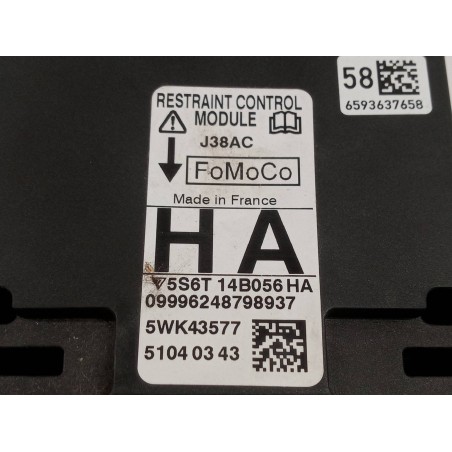 58
6593637658
RESTRAINT CONTROL
MODULE
J38AC
FoMoCo
Made in France
HA
5S6T 14B056 HA
09996248798937
5WK43577
5104 03 43